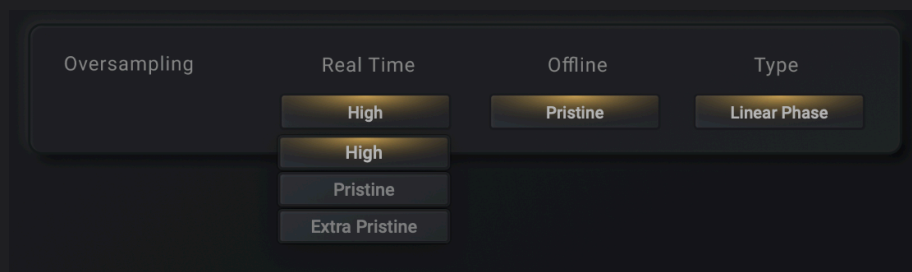 Oversampling Real Time Offline Type
High Pristine Linear Phase
High
Pristine
Extra Pristine